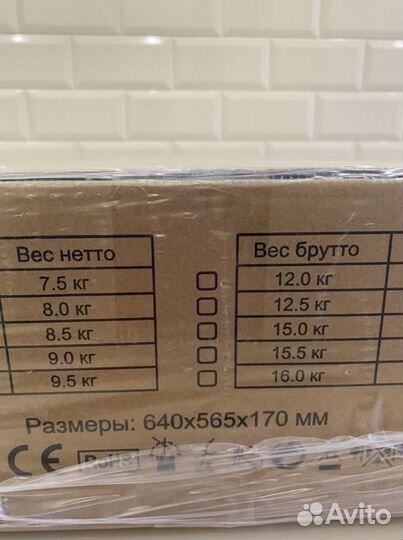 Вес нетто Вес брутто
7.5 кг 12.0 кг
8.0 кг 12.5 кг
8.5 кг 15.0 кг
9.0 кг 15.5 кг
9.5 кг 16.0 кг
Размеры: 640x565x170 мм
CE RoHS
Avito